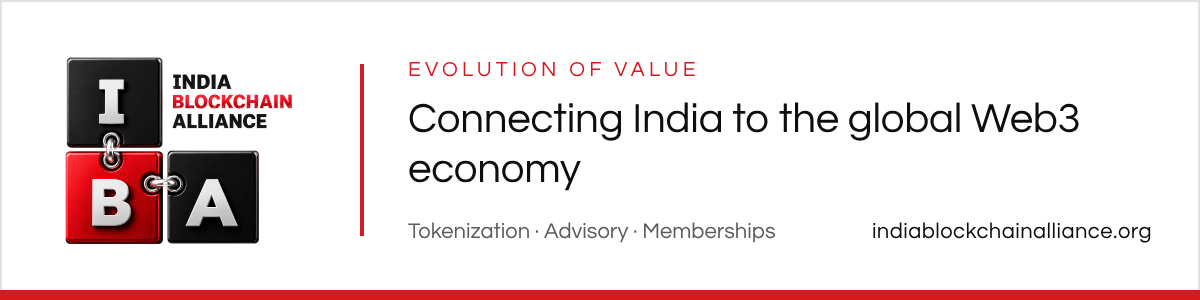 I
B A
INDIA
BLOCKCHAIN
ALLIANCE
EVOLUTION OF VALUE
Connecting India to the global Web3
economy
Tokenization · Advisory · Memberships
indiablockchainalliance.org